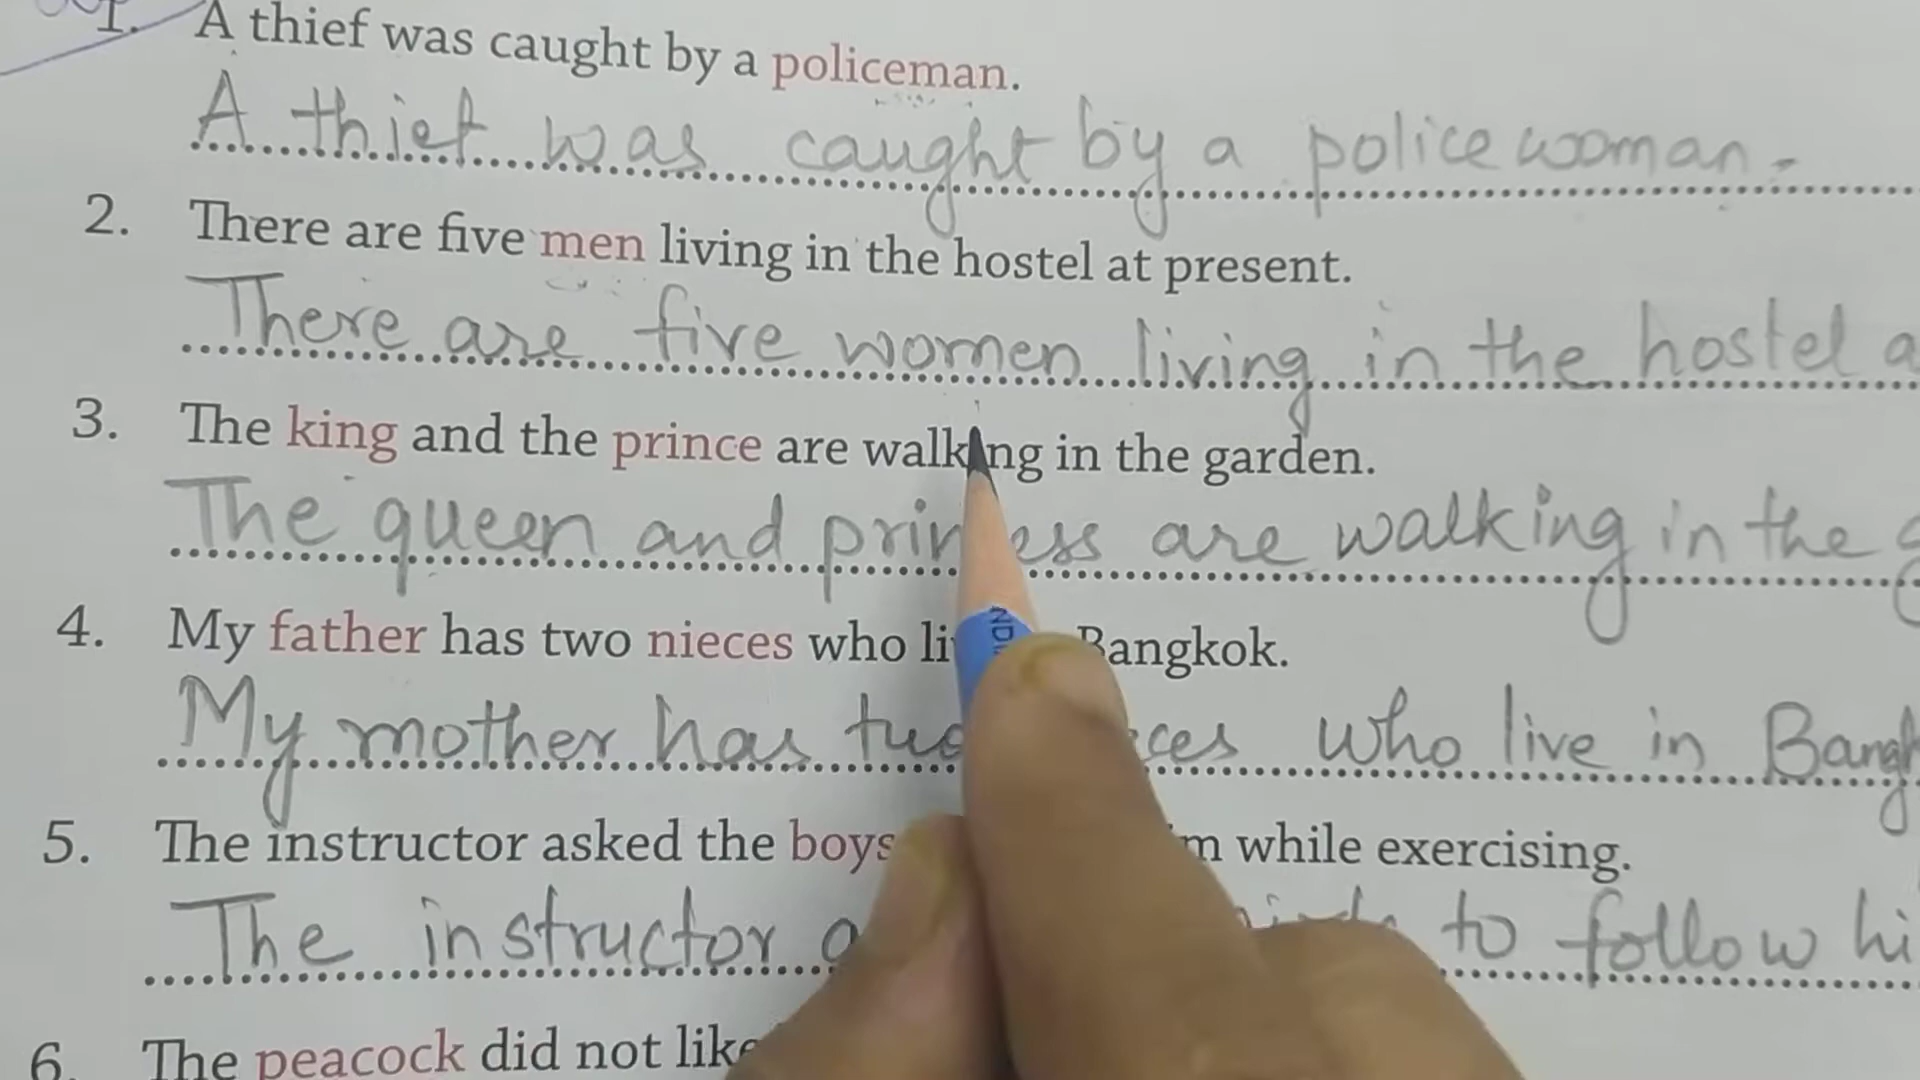 1. A thief was caught by a policeman.
A thief was caught by a policewoman.
2. There are five men living in the hostel at present.
There are five women living in the hostel a
3. The king and the prince are walking in the garden.
The queen and are walking in the g
4. My father has two nieces who Bangkok.
My mother has who live in Bangk
5. The instructor asked the boys while exercising.
The instructor to follow hi
6. The peacock did not like